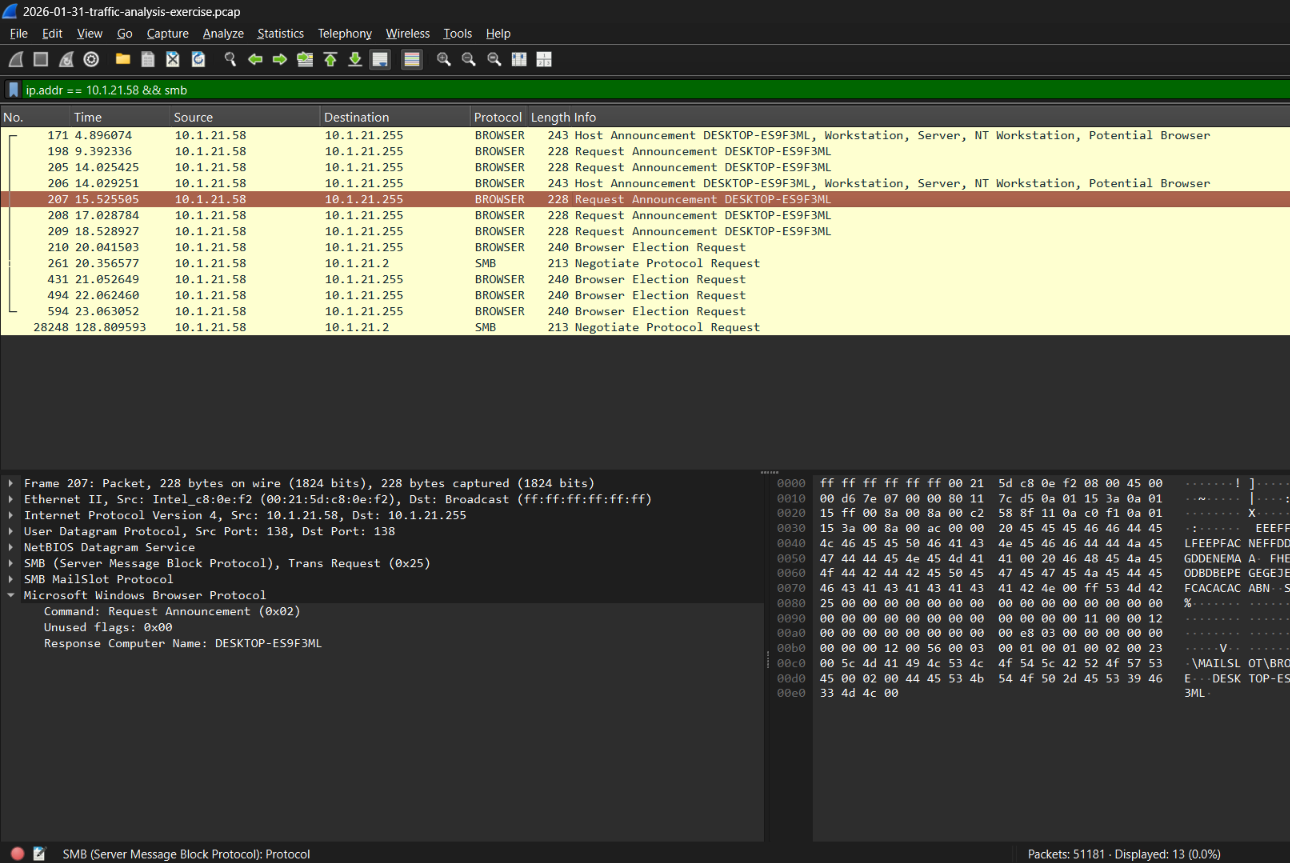 2026-01-31-traffic-analysis-exercise.pcap
File Edit View Go Capture Analyze Statistics Telephony Wireless Tools Help
ip.addr == 10.1.21.58 && smb
No. Time Source Destination Protocol Length Info
171 4.896074 10.1.21.58 10.1.21.255 BROWSER 243 Host Announcement DESKTOP-ES9F3ML, Workstation, Server, NT Workstation, Potential Browser
198 9.392336 10.1.21.58 10.1.21.255 BROWSER 228 Request Announcement DESKTOP-ES9F3ML
205 14.025425 10.1.21.58 10.1.21.255 BROWSER 228 Request Announcement DESKTOP-ES9F3ML
206 14.029251 10.1.21.58 10.1.21.255 BROWSER 243 Host Announcement DESKTOP-ES9F3ML, Workstation, Server, NT Workstation, Potential Browser
207 15.525505 10.1.21.58 10.1.21.255 BROWSER 228 Request Announcement DESKTOP-ES9F3ML
208 17.028784 10.1.21.58 10.1.21.255 BROWSER 228 Request Announcement DESKTOP-ES9F3ML
209 18.528927 10.1.21.58 10.1.21.255 BROWSER 228 Request Announcement DESKTOP-ES9F3ML
210 20.041503 10.1.21.58 10.1.21.255 BROWSER 240 Browser Election Request
261 20.356577 10.1.21.58 10.1.21.2 SMB 213 Negotiate Protocol Request
431 21.052649 10.1.21.58 10.1.21.255 BROWSER 240 Browser Election Request
494 22.062460 10.1.21.58 10.1.21.255 BROWSER 240 Browser Election Request
594 23.063052 10.1.21.58 10.1.21.255 BROWSER 240 Browser Election Request
28248 128.809593 10.1.21.58 10.1.21.2 SMB 213 Negotiate Protocol Request
Frame 207: Packet, 228 bytes on wire (1824 bits), 228 bytes captured (1824 bits)
Ethernet II, Src: Intel_c8:0e:f2 (00:21:5d:c8:0e:f2), Dst: Broadcast (ff:ff:ff:ff:ff:ff)
Internet Protocol Version 4, Src: 10.1.21.58, Dst: 10.1.21.255
User Datagram Protocol, Src Port: 138, Dst Port: 138
NetBIOS Datagram Service
SMB (Server Message Block Protocol), Trans Request (0x25)
SMB MailSlot Protocol
Microsoft Windows Browser Protocol
Command: Request Announcement (0x02)
Unused flags: 0x00
Response Computer Name: DESKTOP-ES9F3ML
0000 ff ff ff ff ff ff 00 21 5d c8 0e f2 08 00 45 00 ·······! ]·····
0010 00 d6 7e 07 00 00 80 11 7c d5 0a 01 15 3a 0a 01 ··~····· |····:
0020 15 ff 00 8a 00 8a 00 c2 58 8f 11 0a c0 f1 0a 01 ········ X······
0030 15 3a 00 8a 00 ac 00 00 20 45 45 45 46 46 44 45 ·:······ EEEFF
0040 4c 46 45 45 50 46 41 43 4e 45 46 46 44 44 4a 45 LFEEPFAC NEFFDD
0050 47 44 44 45 4e 45 4d 41 41 00 20 46 48 45 4a 45 GDDENEMA A· FHE
0060 4f 44 42 44 42 45 50 45 47 45 47 45 4a 45 44 45 ODBDBEPE GEGEJE
0070 46 43 41 43 41 43 41 43 41 42 4e 00 ff 53 4d 42 FCACACAC ABN··S
0080 25 00 00 00 00 00 00 00 00 00 00 00 00 00 00 00 %·······
0090 00 00 00 00 00 00 00 00 00 00 00 00 11 00 00 12
00a0 00 00 00 00 00 00 00 00 00 e8 03 00 00 00 00 00
00b0 00 00 00 12 00 56 00 03 00 01 00 01 00 02 00 23 ·····V··
00c0 00 5c 4d 41 49 4c 53 4c 4f 54 5c 42 52 4f 57 53 ·\MAILSL OT\BRO
00d0 45 00 02 00 44 45 53 4b 54 4f 50 2d 45 53 39 46 E···DESK TOP-ES
00e0 33 4d 4c 00 3ML·
SMB (Server Message Block Protocol): Protocol
Packets: 51181 · Displayed: 13 (0.0%)